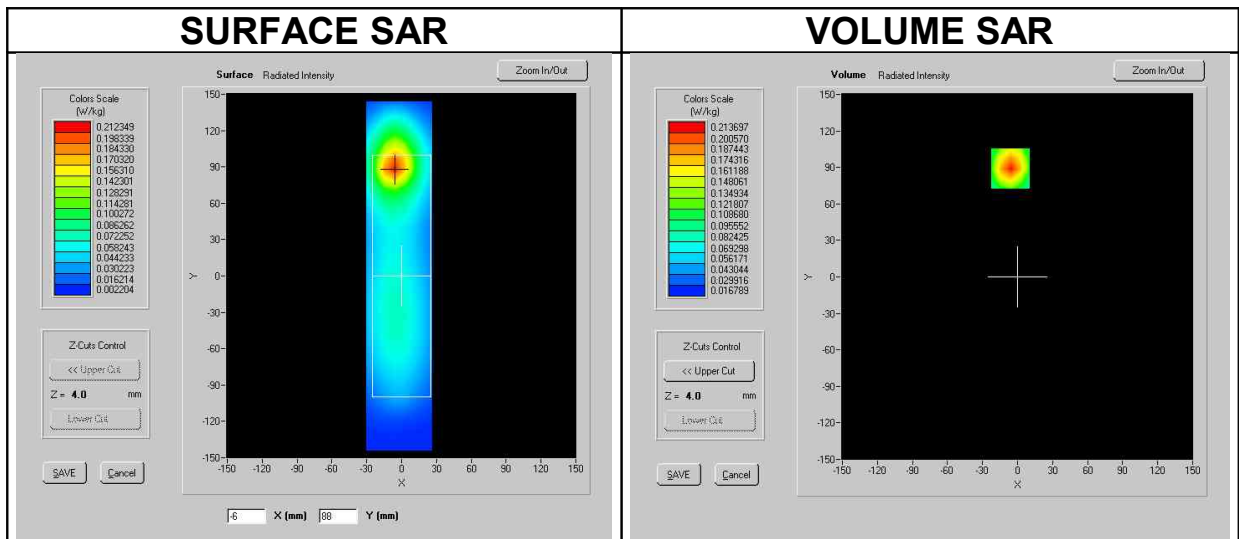 SURFACE SAR
Surface Radiated Intensity
Zoom In/Out
Colors Scale
(W/kg)
0.212349
0.198339
0.184330
0.170320
0.156310
0.142301
0.128291
0.114281
0.100272
0.086262
0.072252
0.058243
0.044233
0.030223
0.016214
0.002204
Z-Cuts Control
<< Upper Cut
Z = 4.0 mm
Lower Cut
SAVE Cancel
150
120
90
60
30
0
-30
-60
-90
-120
-150
Y
-150 -120 -90 -60 -30 0 30 60 90 120 150
X
-6 X (mm) 88 Y (mm)
VOLUME SAR
Volume Radiated Intensity
Zoom In/Out
Colors Scale
(W/kg)
0.213697
0.200570
0.187443
0.174316
0.161188
0.148061
0.134934
0.121807
0.108680
0.095552
0.082425
0.069298
0.056171
0.043044
0.029916
0.016789
Z-Cuts Control
<< Upper Cut
Z = 4.0 mm
Lower Cut
SAVE Cancel
150
120
90
60
30
0
-30
-60
-90
-120
-150
Y
-150 -120 -90 -60 -30 0 30 60 90 120 150
X